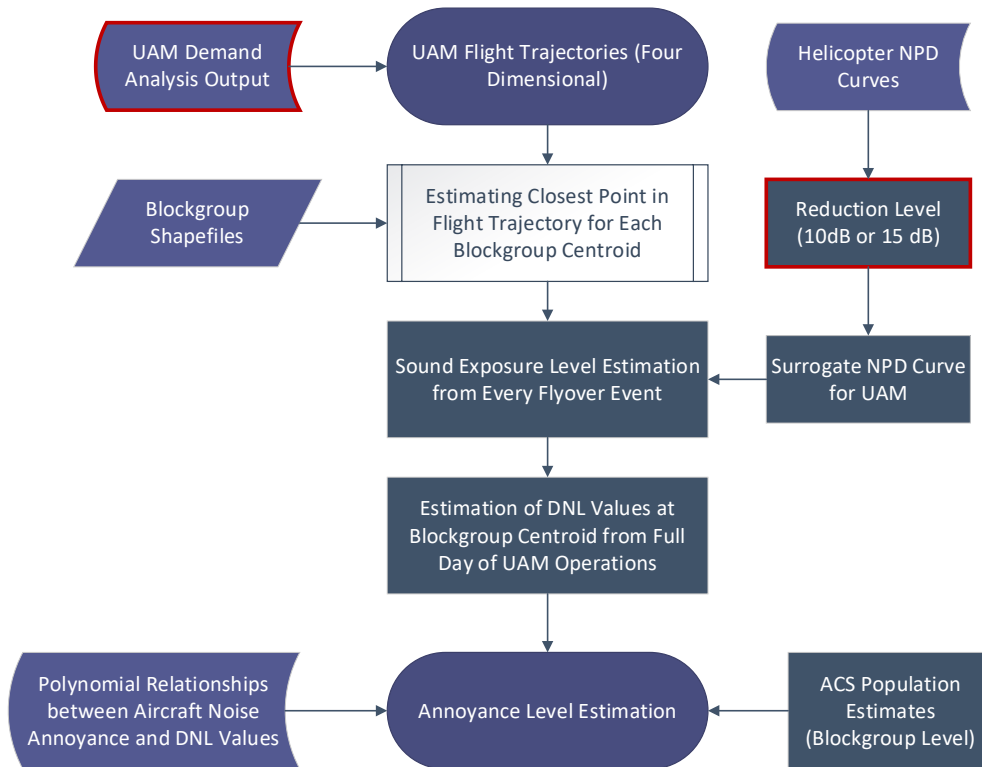 UAM Demand
Analysis Output
UAM Flight Trajectories (Four
Dimensional)
Helicopter NPD
Curves
Blockgroup
Shapefiles
Estimating Closest Point in
Flight Trajectory for Each
Blockgroup Centroid
Reduction Level
(10dB or 15 dB)
Sound Exposure Level Estimation
from Every Flyover Event
Surrogate NPD Curve
for UAM
Estimation of DNL Values at
Blockgroup Centroid from Full
Day of UAM Operations
Polynomial Relationships
between Aircraft Noise
Annoyance and DNL Values
Annoyance Level Estimation
ACS Population
Estimates
(Blockgroup Level)